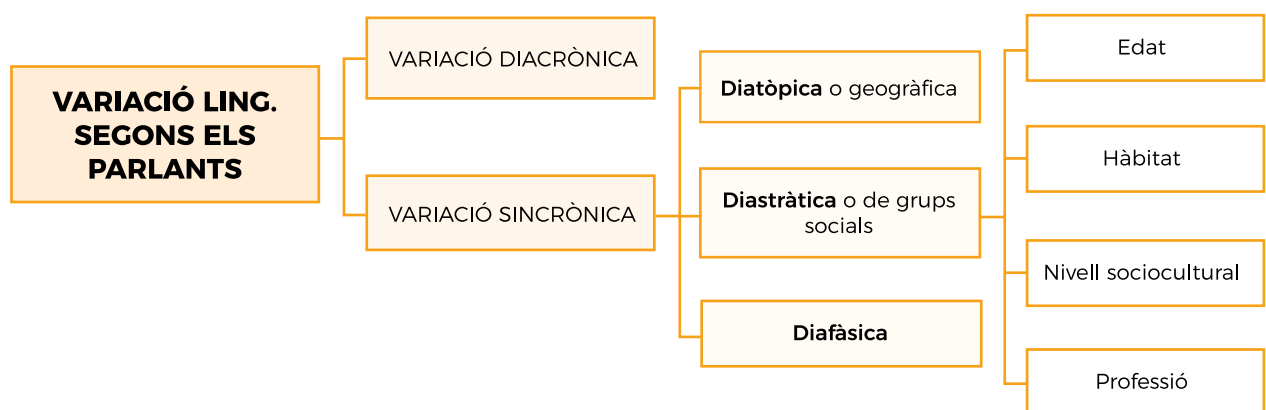 VARIACIÓ LING.
SEGONS ELS
PARLANTS
VARIACIÓ DIACRÒNICA
VARIACIÓ SINCRÒNICA
Diatòpica o geogràfica
Diastràtica o de grups
socials
Diafàsica
Edat
Hàbitat
Nivell sociocultural
Professió